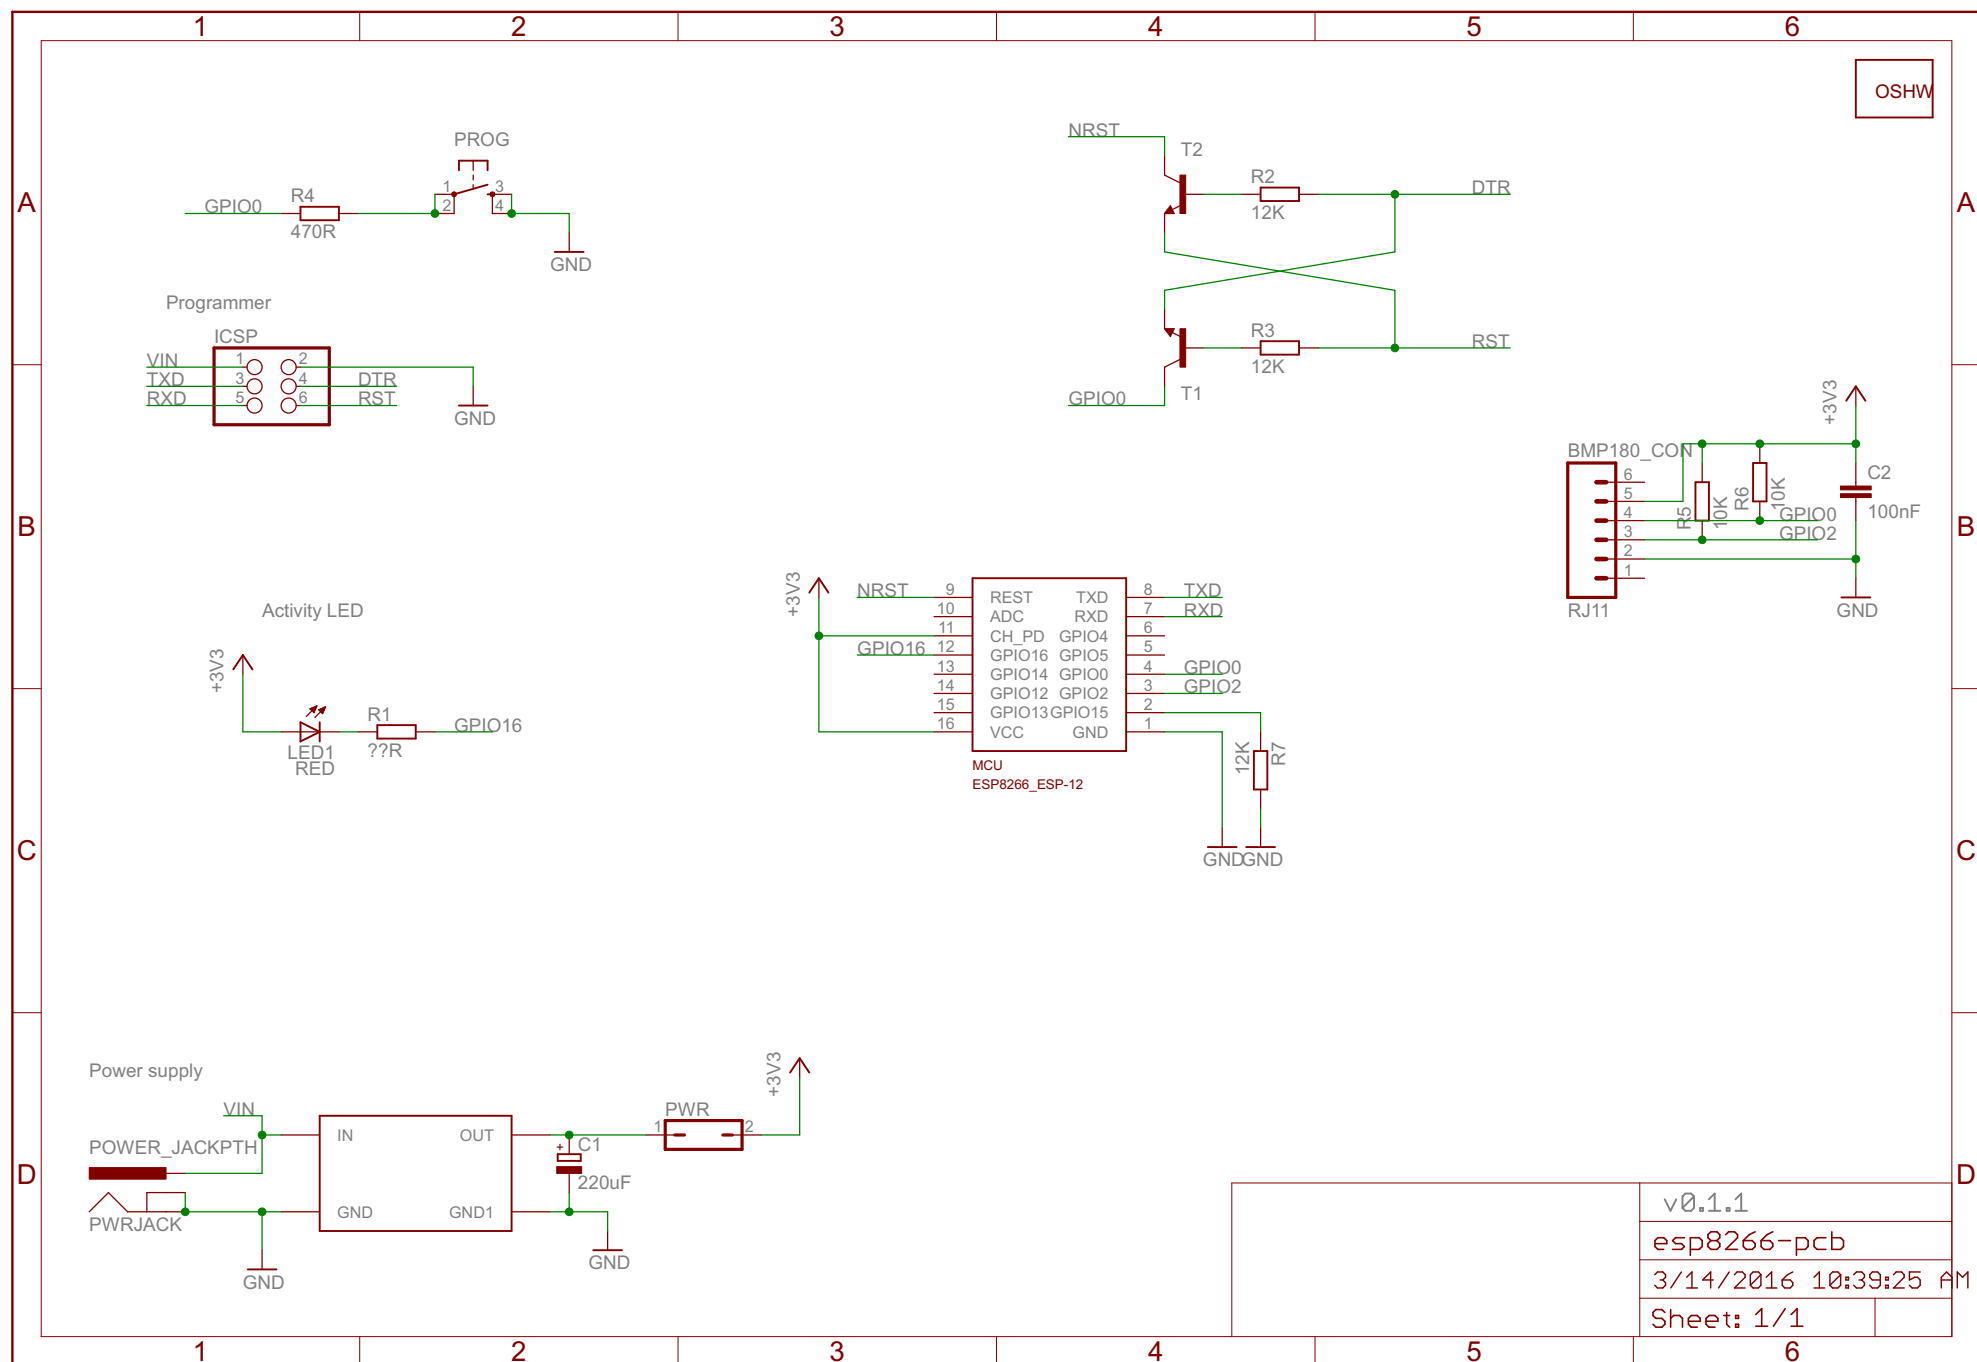 1 2 3 4 5 6
OSHW
A A
PROG
GPIO0
R4
470R
1 3
2 4
GND
NRST
T2
R2
12K
DTR
R3
12K
RST
T1
GPIO0
Programmer
ICSP
VIN 1 2
TXD 3 4 DTR
RXD 5 6 RST
GND
+3V3
BMP180_CON
6
5
4
3
2
1
RJ11
R5
10K
R6
10K
GPIO0
GPIO2
C2
100nF
GND
B B
Activity LED
+3V3
LED1
RED
R1
??R
GPIO16
+3V3
NRST 9 REST TXD 8 TXD
10 ADC RXD 7 RXD
11 CH_PD GPIO4 6
GPIO16 12 GPIO16 GPIO5 5
13 GPIO14 GPIO0 4 GPIO0
14 GPIO12 GPIO2 3 GPIO2
15 GPIO13 GPIO15 2
16 VCC GND 1
MCU
ESP8266_ESP-12
12K
R7
GND GND
C C
Power supply
VIN
POWER_JACKPTH
PWRJACK
GND
IN OUT
GND GND1
+
C1
220uF
GND
PWR
1 2
+3V3
D D
v0.1.1
esp8266-pcb
3/14/2016 10:39:25 AM
Sheet: 1/1
1 2 3 4 5 6